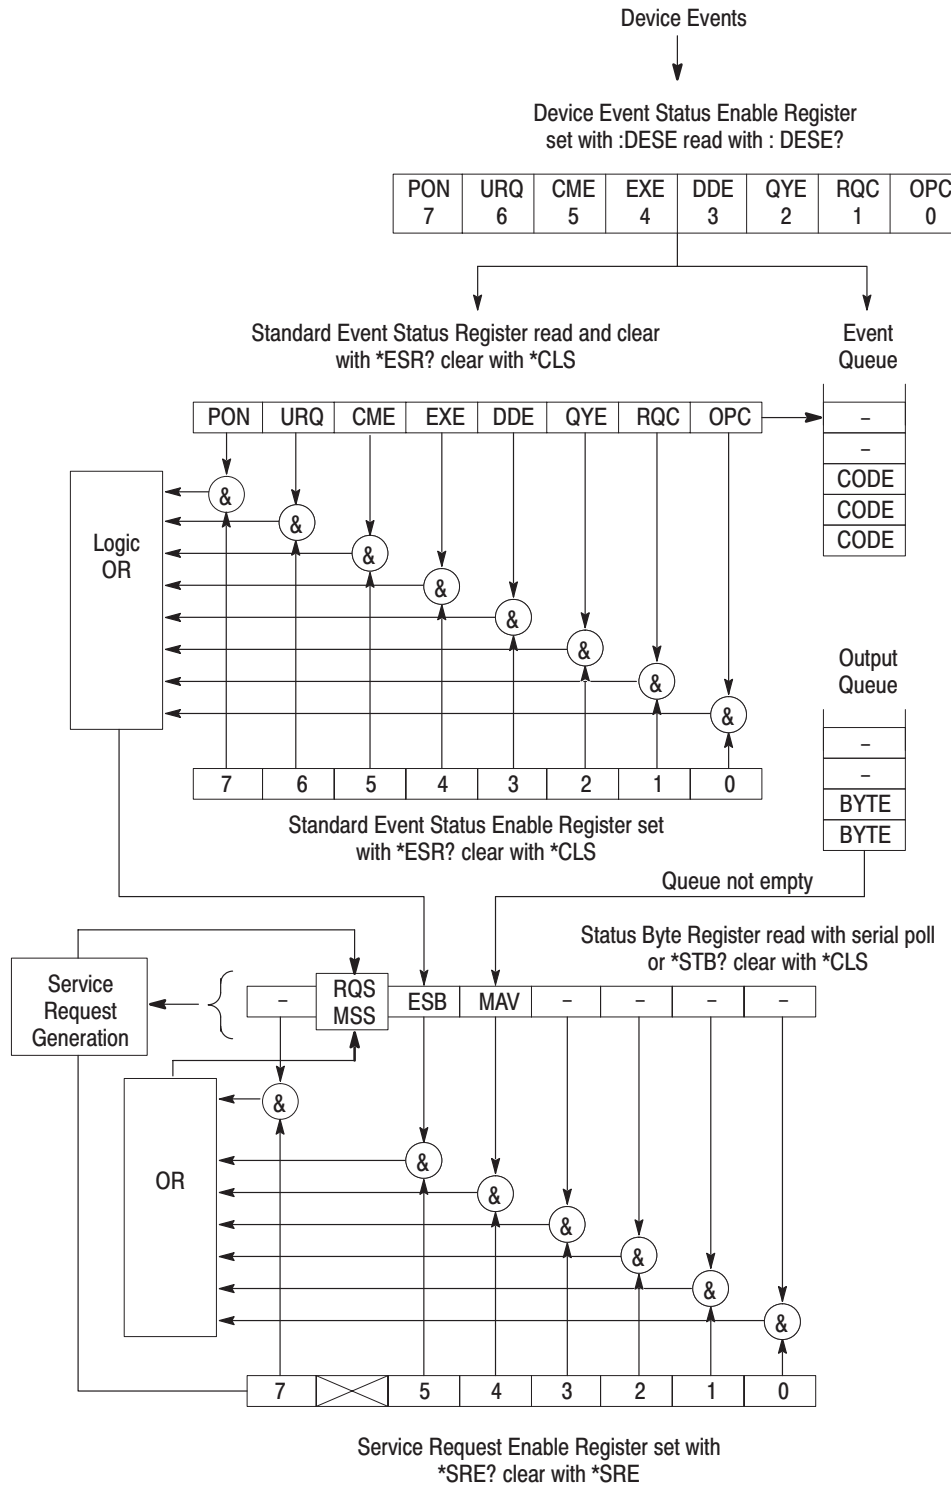 Device Events
Device Event Status Enable Register
set with :DESE read with : DESE?
PON URQ CME EXE DDE QYE RQC OPC
7 6 5 4 3 2 1 0
Standard Event Status Register read and clear
with *ESR? clear with *CLS
Event
Queue
PON URQ CME EXE DDE QYE RQC OPC
–
–
CODE
CODE
CODE
Logic
OR
&
&
&
&
&
&
&
&
Output
Queue
–
–
BYTE
BYTE
7 6 5 4 3 2 1 0
Standard Event Status Enable Register set
with *ESR? clear with *CLS
Queue not empty
Status Byte Register read with serial poll
or *STB? clear with *CLS
Service
Request
Generation
– RQS ESB MAV – – – –
MSS
OR
&
&
&
&
&
&
&
7 5 4 3 2 1 0
Service Request Enable Register set with
*SRE? clear with *SRE